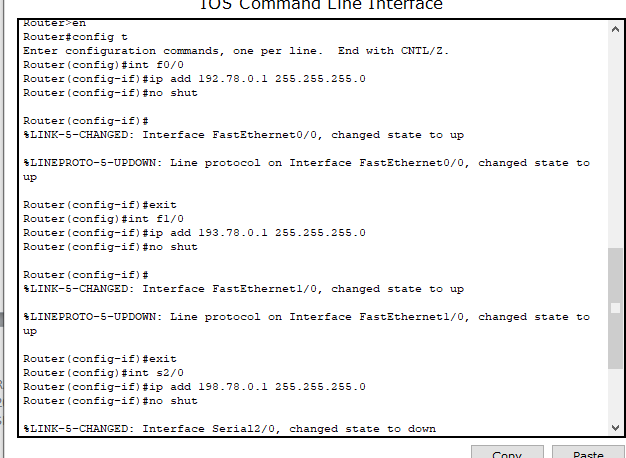 IOS Command Line Interface
Router>en
Router#config t
Enter configuration commands, one per line.  End with CNTL/Z.
Router(config)#int f0/0
Router(config-if)#ip add 192.78.0.1 255.255.255.0
Router(config-if)#no shut
Router(config-if)#
%LINK-5-CHANGED: Interface FastEthernet0/0, changed state to up
%LINEPROTO-5-UPDOWN: Line protocol on Interface FastEthernet0/0, changed state to
up
Router(config-if)#exit
Router(config)#int f1/0
Router(config-if)#ip add 193.78.0.1 255.255.255.0
Router(config-if)#no shut
Router(config-if)#
%LINK-5-CHANGED: Interface FastEthernet1/0, changed state to up
%LINEPROTO-5-UPDOWN: Line protocol on Interface FastEthernet1/0, changed state to
up
Router(config-if)#exit
Router(config)#int s2/0
Router(config-if)#ip add 198.78.0.1 255.255.255.0
Router(config-if)#no shut
%LINK-5-CHANGED: Interface Serial2/0, changed state to down
Copy
Paste